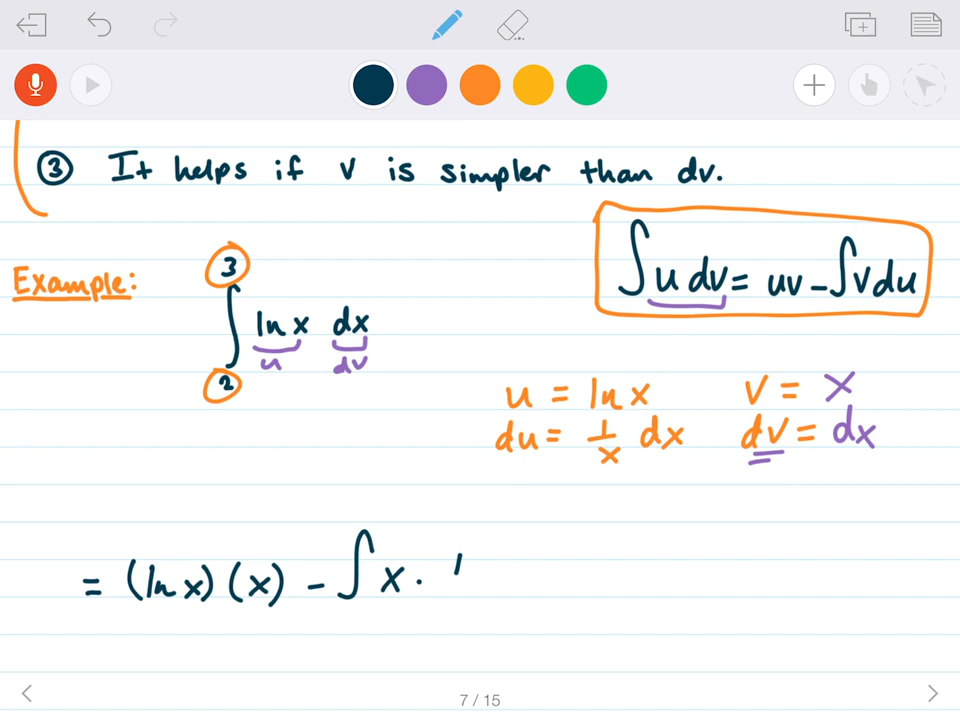 ③ It helps if v is simpler than dv.
∫u dv = uv - ∫v du
Example:
3
∫ ln x dx
u dv
2
u = ln x v = x
du = 1/x dx dv = dx
= (ln x)(x) - ∫ x ·
7 / 15